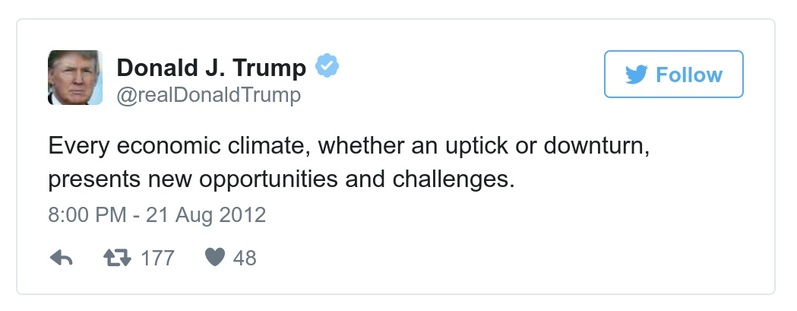 Donald J. Trump
@realDonaldTrump
Follow
Every economic climate, whether an uptick or downturn,
presents new opportunities and challenges.
8:00 PM - 21 Aug 2012
177 48